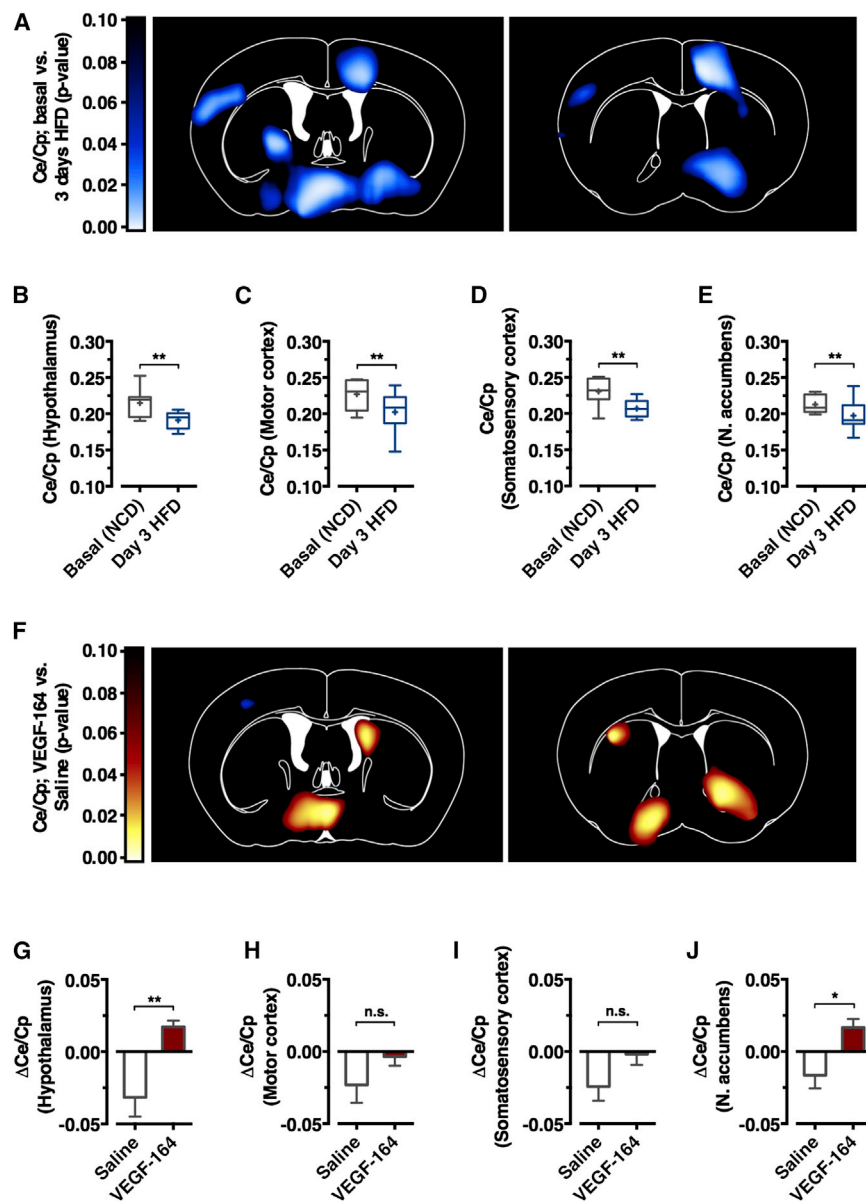 A
Ce/Cp; basal vs.
3 days HFD (p-value)
0.10
0.08
0.06
0.04
0.02
0.00
B
Ce/Cp (Hypothalamus)
0.30
0.25
0.20
0.15
0.10
**
Basal (NCD)
Day 3 HFD
C
Ce/Cp (Motor cortex)
0.30
0.25
0.20
0.15
0.10
**
Basal (NCD)
Day 3 HFD
D
Ce/Cp
(Somatosensory cortex)
0.30
0.25
0.20
0.15
0.10
**
Basal (NCD)
Day 3 HFD
E
Ce/Cp (N. accumbens)
0.30
0.25
0.20
0.15
0.10
**
Basal (NCD)
Day 3 HFD
F
Ce/Cp; VEGF-164 vs.
Saline (p-value)
0.10
0.08
0.06
0.04
0.02
0.00
G
ΔCe/Cp
(Hypothalamus)
0.05
0.00
-0.05
**
Saline
VEGF-164
H
ΔCe/Cp
(Motor cortex)
0.05
0.00
-0.05
n.s.
Saline
VEGF-164
I
ΔCe/Cp
(Somatosensory cortex)
0.05
0.00
-0.05
n.s.
Saline
VEGF-164
J
ΔCe/Cp
(N. accumbens)
0.05
0.00
-0.05
*
Saline
VEGF-164